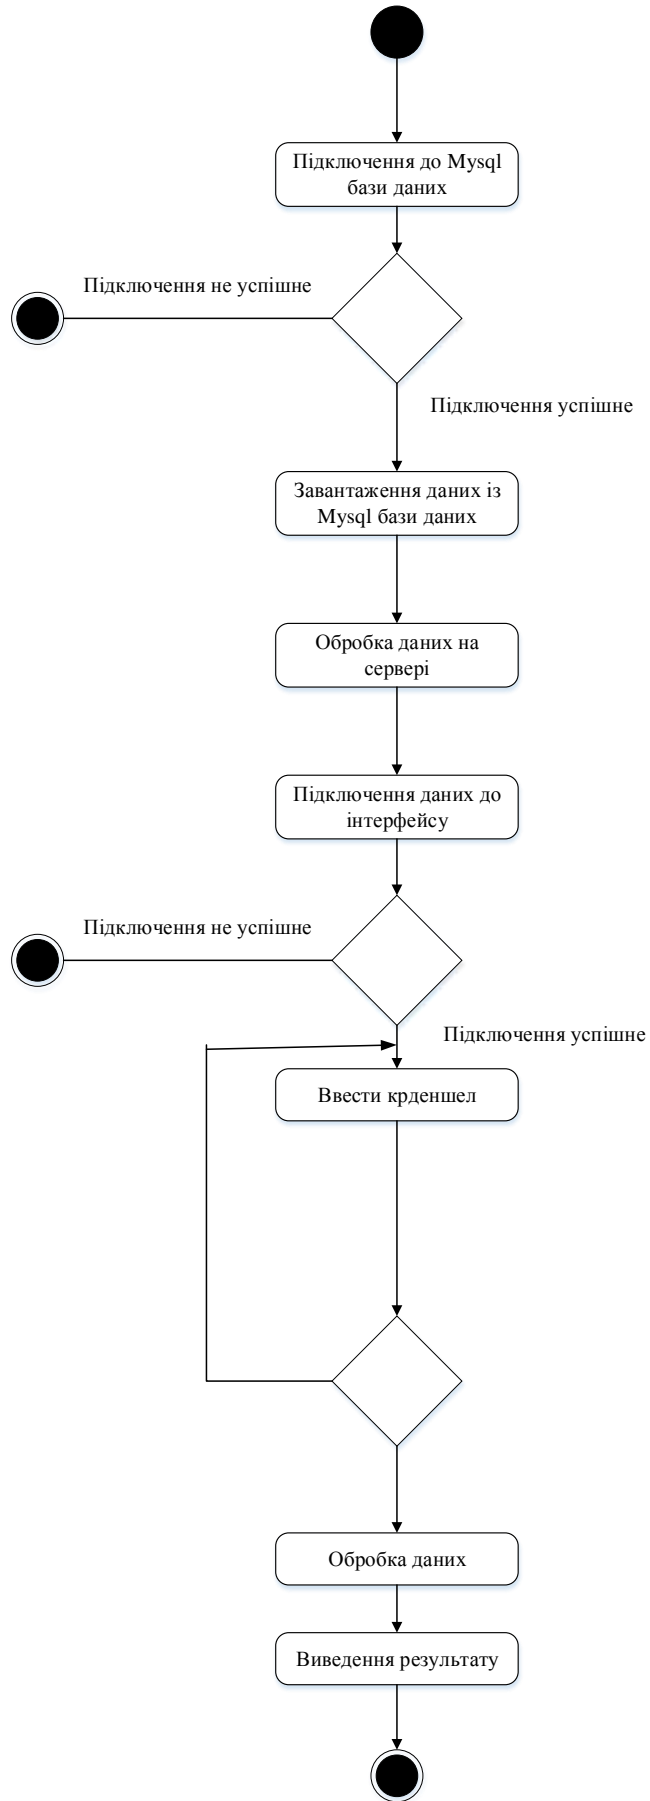 Підключення до Mysql
бази даних
Підключення не успішне
Підключення успішне
Завантаження даних із
Mysql бази даних
Обробка даних на
сервері
Підключення даних до
інтерфейсу
Підключення не успішне
Підключення успішне
Ввести крденшел
Обробка даних
Виведення результату